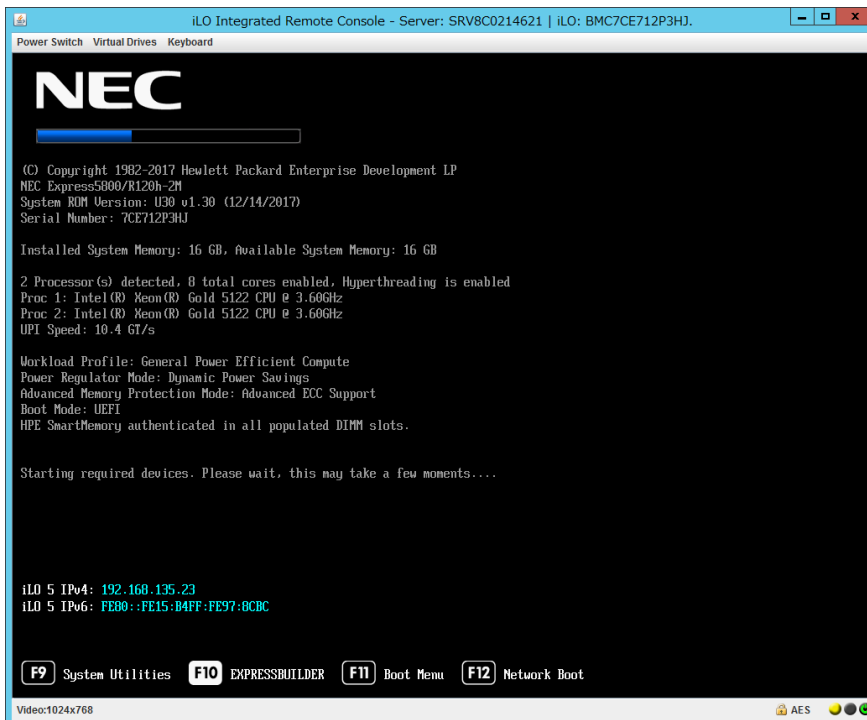 iLO Integrated Remote Console - Server: SRV8C0214621 | iLO: BMC7CE712P3HJ.
Power Switch Virtual Drives Keyboard
NEC
(C) Copyright 1982-2017 Hewlett Packard Enterprise Development LP
NEC Express5800/R120h-2M
System ROM Version: U30 v1.30 (12/14/2017)
Serial Number: 7CE712P3HJ
Installed System Memory: 16 GB, Available System Memory: 16 GB
2 Processor(s) detected, 8 total cores enabled, Hyperthreading is enabled
Proc 1: Intel(R) Xeon(R) Gold 5122 CPU @ 3.60GHz
Proc 2: Intel(R) Xeon(R) Gold 5122 CPU @ 3.60GHz
UPI Speed: 10.4 GT/s
Workload Profile: General Power Efficient Compute
Power Regulator Mode: Dynamic Power Savings
Advanced Memory Protection Mode: Advanced ECC Support
Boot Mode: UEFI
HPE SmartMemory authenticated in all populated DIMM slots.
Starting required devices. Please wait, this may take a few moments....
iLO 5 IPv4: 192.168.135.23
iLO 5 IPv6: FE80::FE15:B4FF:FE97:8CBC
F9 System Utilities F10 EXPRESSBUILDER F11 Boot Menu F12 Network Boot
Video:1024x768 AES